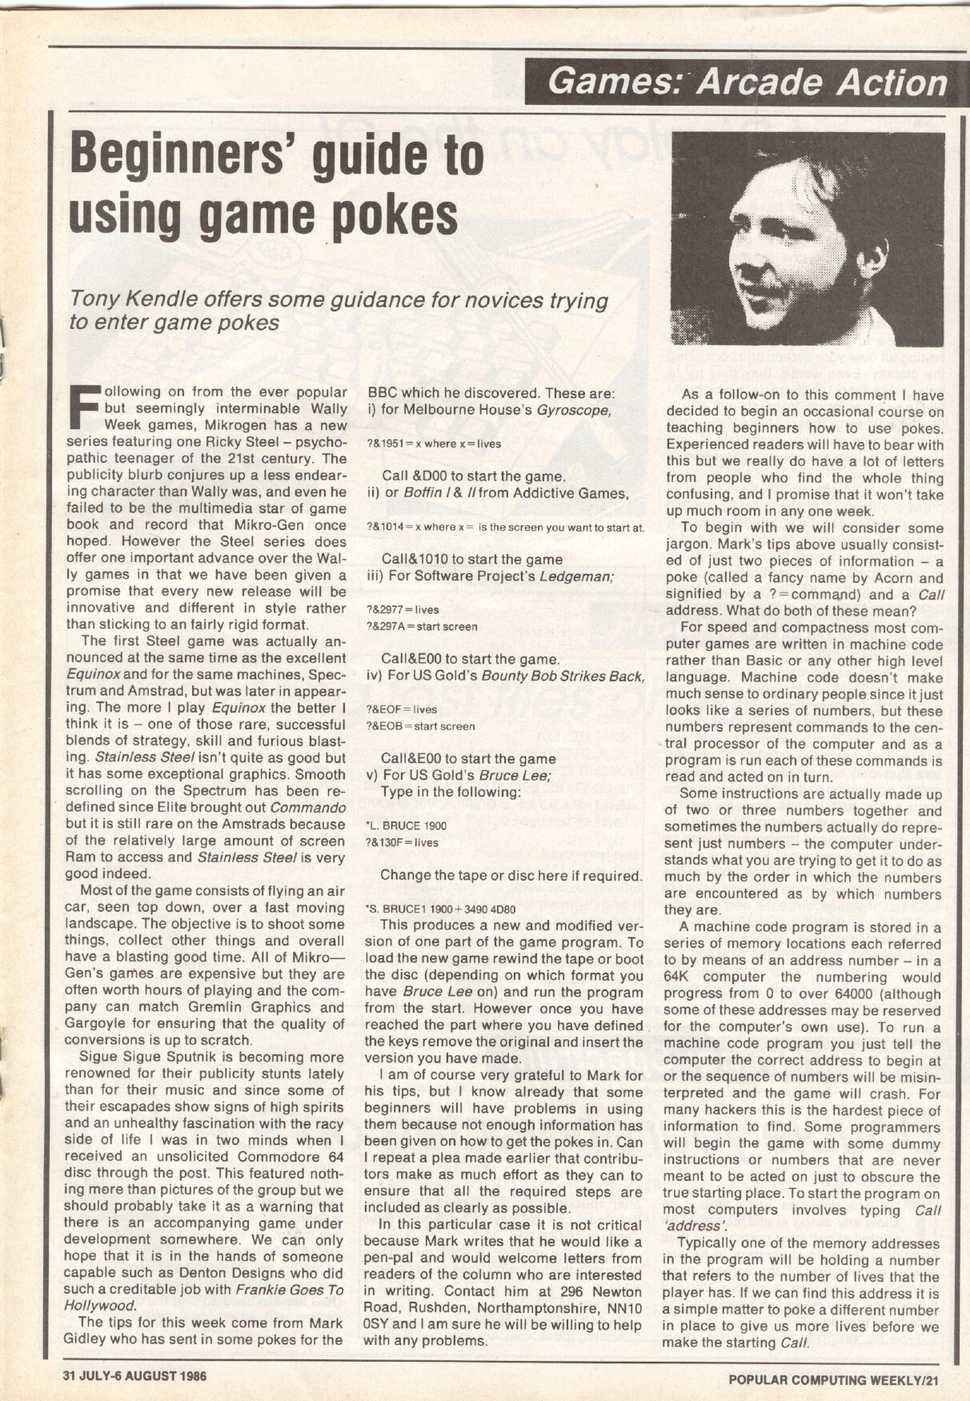 Games: Arcade Action
Beginners' guide to
using game pokes
Tony Kendle offers some guidance for novices trying
to enter game pokes
Following on from the ever popular
but seemingly interminable Wally
Week games, Mikrogen has a new
series featuring one Ricky Steel – psycho-
pathic teenager of the 21st century. The
publicity blurb conjures up a less endear-
ing character than Wally was, and even he
failed to be the multimedia star of game
book and record that Mikro-Gen once
hoped. However the Steel series does
offer one important advance over the Wal-
ly games in that we have been given a
promise that every new release will be
innovative and different in style rather
than sticking to an fairly rigid format.
The first Steel game was actually an-
nounced at the same time as the excellent
Equinox and for the same machines, Spec-
trum and Amstrad, but was later in appear-
ing. The more I play Equinox the better I
think it is – one of those rare, successful
blends of strategy, skill and furious blast-
ing. Stainless Steel isn't quite as good but
it has some exceptional graphics. Smooth
scrolling on the Spectrum has been re-
defined since Elite brought out Commando
but it is still rare on the Amstrads because
of the relatively large amount of screen
Ram to access and Stainless Steel is very
good indeed.
Most of the game consists of flying an air
car, seen top down, over a fast moving
landscape. The objective is to shoot some
things, collect other things and overall
have a blasting good time. All of Mikro—
Gen's games are expensive but they are
often worth hours of playing and the com-
pany can match Gremlin Graphics and
Gargoyle for ensuring that the quality of
conversions is up to scratch.
Sigue Sigue Sputnik is becoming more
renowned for their publicity stunts lately
than for their music and since some of
their escapades show signs of high spirits
and an unhealthy fascination with the racy
side of life I was in two minds when I
received an unsolicited Commodore 64
disc through the post. This featured noth-
ing more than pictures of the group but we
should probably take it as a warning that
there is an accompanying game under
development somewhere. We can only
hope that it is in the hands of someone
capable such as Denton Designs who did
such a creditable job with Frankie Goes To
Hollywood.
The tips for this week come from Mark
Gidley who has sent in some pokes for the
BBC which he discovered. These are:
i) for Melbourne House's Gyroscope,
?&1951=x where x=lives
Call &D00 to start the game.
ii) or Boffin I & II from Addictive Games,
?&1014=x where x= is the screen you want to start at.
Call&1010 to start the game
iii) For Software Project's Ledgeman;
?&2977=lives
?&297A=start screen
Call&E00 to start the game.
iv) For US Gold's Bounty Bob Strikes Back,
?&EOF=lives
?&EOB=start screen
Call&E00 to start the game
v) For US Gold's Bruce Lee;
Type in the following:
*L. BRUCE 1900
?&130F=lives
Change the tape or disc here if required.
*S. BRUCE1 1900+3490 4D80
This produces a new and modified ver-
sion of one part of the game program. To
load the new game rewind the tape or boot
the disc (depending on which format you
have Bruce Lee on) and run the program
from the start. However once you have
reached the part where you have defined
the keys remove the original and insert the
version you have made.
I am of course very grateful to Mark for
his tips, but I know already that some
beginners will have problems in using
them because not enough information has
been given on how to get the pokes in. Can
I repeat a plea made earlier that contribu-
tors make as much effort as they can to
ensure that all the required steps are
included as clearly as possible.
In this particular case it is not critical
because Mark writes that he would like a
pen-pal and would welcome letters from
readers of the column who are interested
in writing. Contact him at 296 Newton
Road, Rushden, Northamptonshire, NN10
0SY and I am sure he will be willing to help
with any problems.
As a follow-on to this comment I have
decided to begin an occasional course on
teaching beginners how to use pokes.
Experienced readers will have to bear with
this but we really do have a lot of letters
from people who find the whole thing
confusing, and I promise that it won't take
up much room in any one week.
To begin with we will consider some
jargon. Mark's tips above usually consist-
ed of just two pieces of information – a
poke (called a fancy name by Acorn and
signified by a ?=command) and a Call
address. What do both of these mean?
For speed and compactness most com-
puter games are written in machine code
rather than Basic or any other high level
language. Machine code doesn't make
much sense to ordinary people since it just
looks like a series of numbers, but these
numbers represent commands to the cen-
tral processor of the computer and as a
program is run each of these commands is
read and acted on in turn.
Some instructions are actually made up
of two or three numbers together and
sometimes the numbers actually do repre-
sent just numbers – the computer under-
stands what you are trying to get it to do as
much by the order in which the numbers
are encountered as by which numbers
they are.
A machine code program is stored in a
series of memory locations each referred
to by means of an address number – in a
64K computer the numbering would
progress from 0 to over 64000 (although
some of these addresses may be reserved
for the computer's own use). To run a
machine code program you just tell the
computer the correct address to begin at
or the sequence of numbers will be misin-
terpreted and the game will crash. For
many hackers this is the hardest piece of
information to find. Some programmers
will begin the game with some dummy
instructions or numbers that are never
meant to be acted on just to obscure the
true starting place. To start the program on
most computers involves typing Call
'address'.
Typically one of the memory addresses
in the program will be holding a number
that refers to the number of lives that the
player has. If we can find this address it is
a simple matter to poke a different number
in place to give us more lives before we
make the starting Call.
31 JULY-6 AUGUST 1986
POPULAR COMPUTING WEEKLY/21